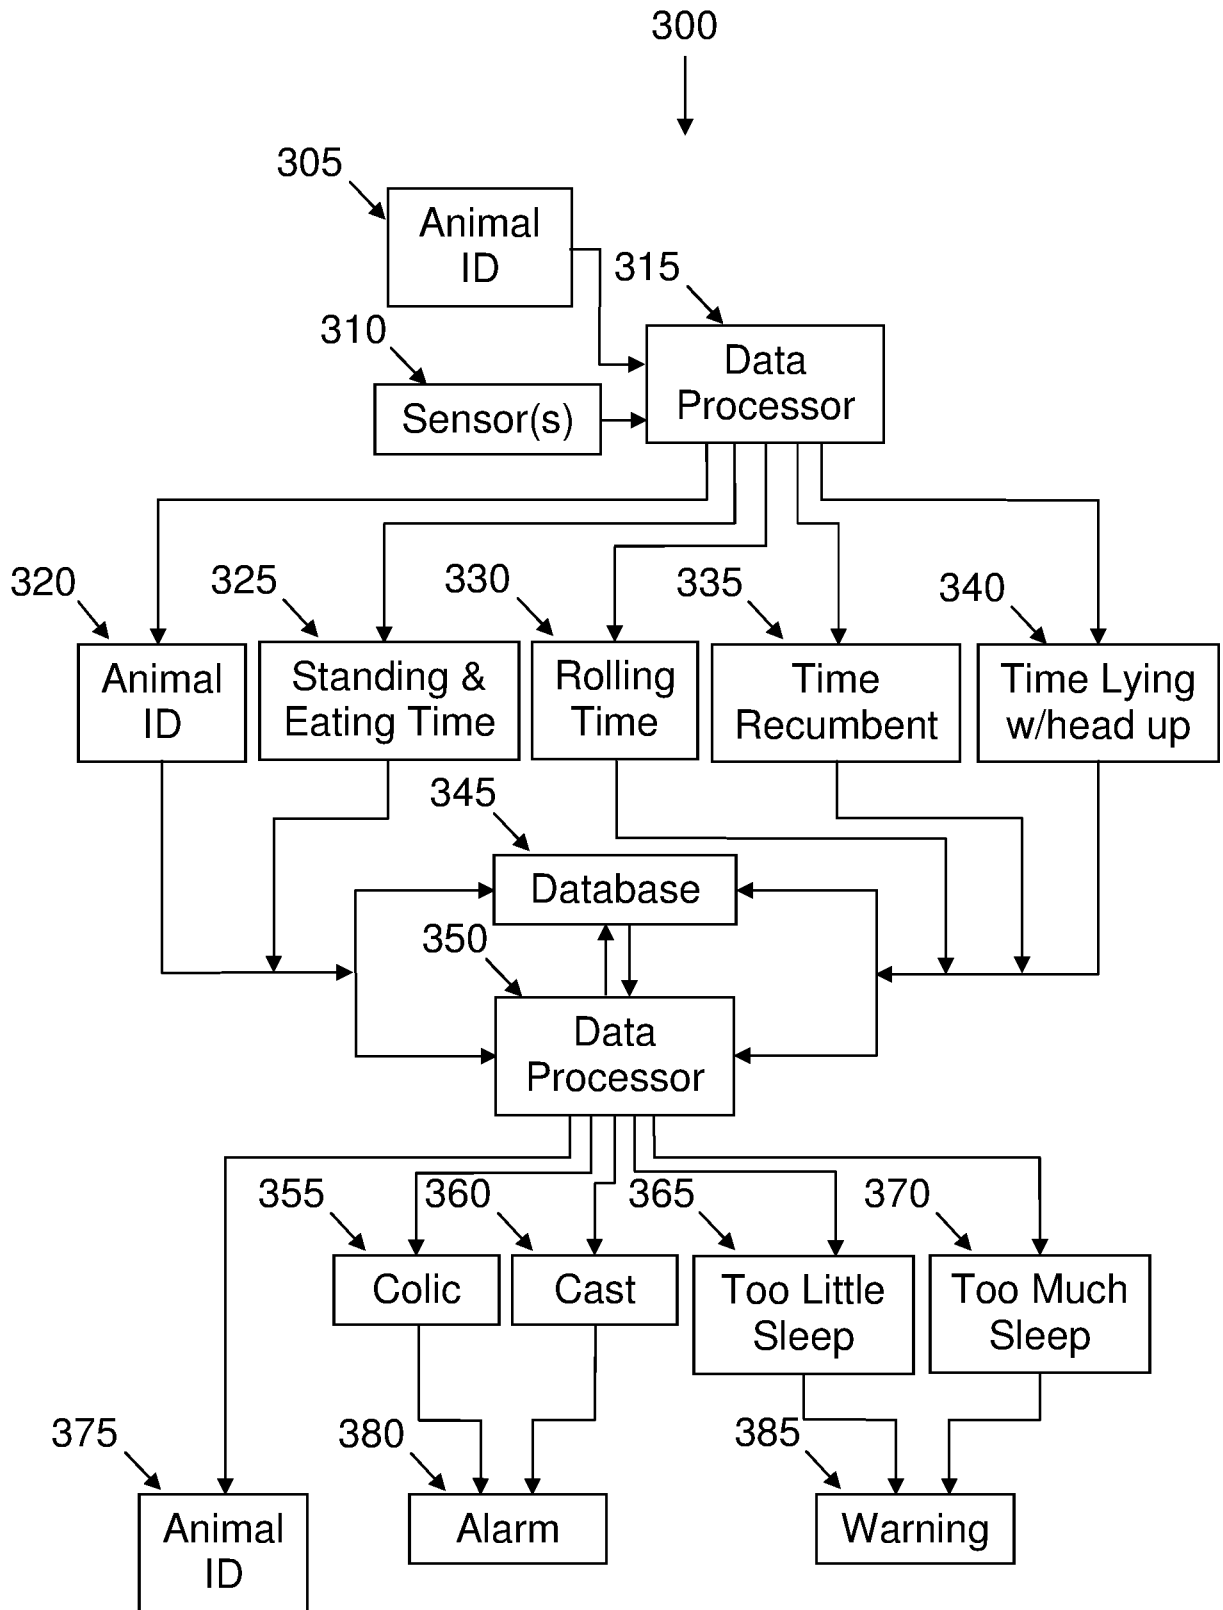 300
305
Animal
ID
315
310
Data
Processor
Sensor(s)
320
325
330
335
340
Animal
ID
Standing &
Eating Time
Rolling
Time
Time
Recumbent
Time Lying
w/head up
345
Database
350
Data
Processor
355
360
365
370
Colic
Cast
Too Little
Sleep
Too Much
Sleep
375
380
385
Animal
ID
Alarm
Warning